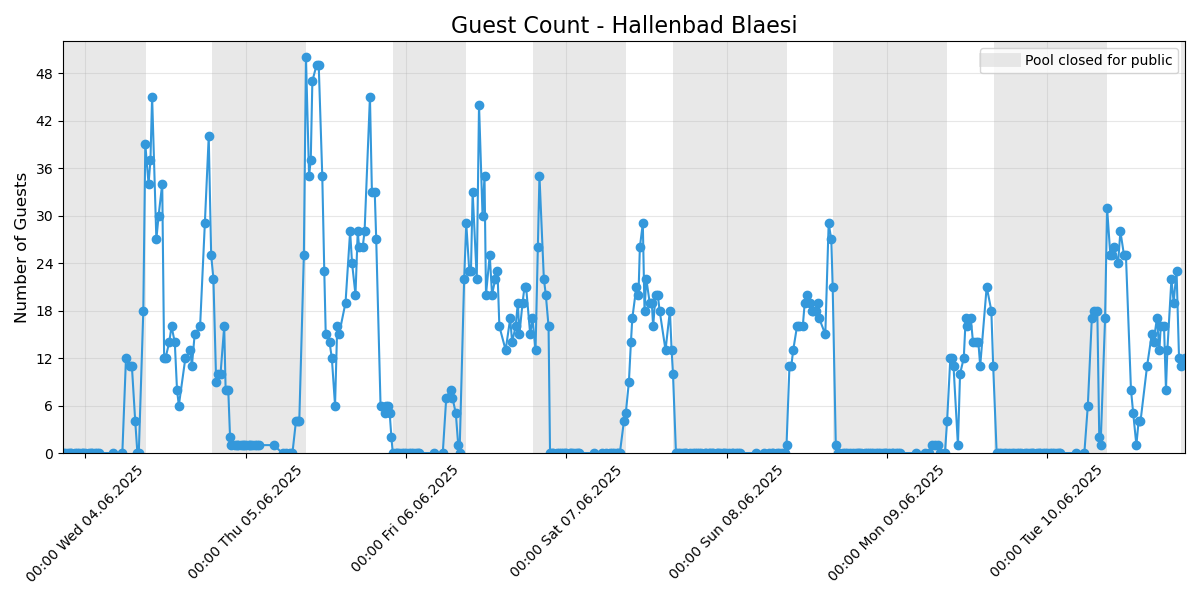 Guest Count - Hallenbad Blaesi
Pool closed for public
Number of Guests
48
42
36
30
24
18
12
6
0
00:00 Wed 04.06.2025
00:00 Thu 05.06.2025
00:00 Fri 06.06.2025
00:00 Sat 07.06.2025
00:00 Sun 08.06.2025
00:00 Mon 09.06.2025
00:00 Tue 10.06.2025